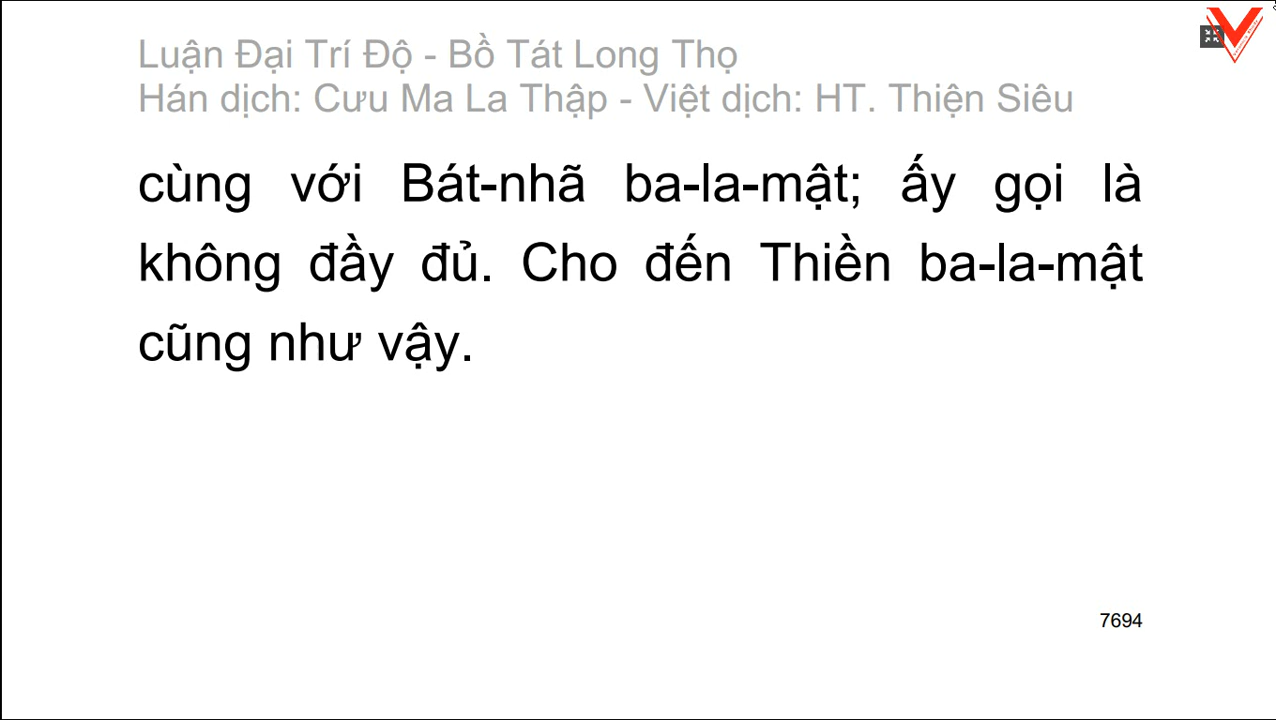 Luận Đại Trí Độ - Bồ Tát Long Thọ
Hán dịch: Cưu Ma La Thập - Việt dịch: HT. Thiện Siêu
cùng với Bát-nhã ba-la-mật; ấy gọi là
không đầy đủ. Cho đến Thiền ba-la-mật
cũng như vậy.
7694